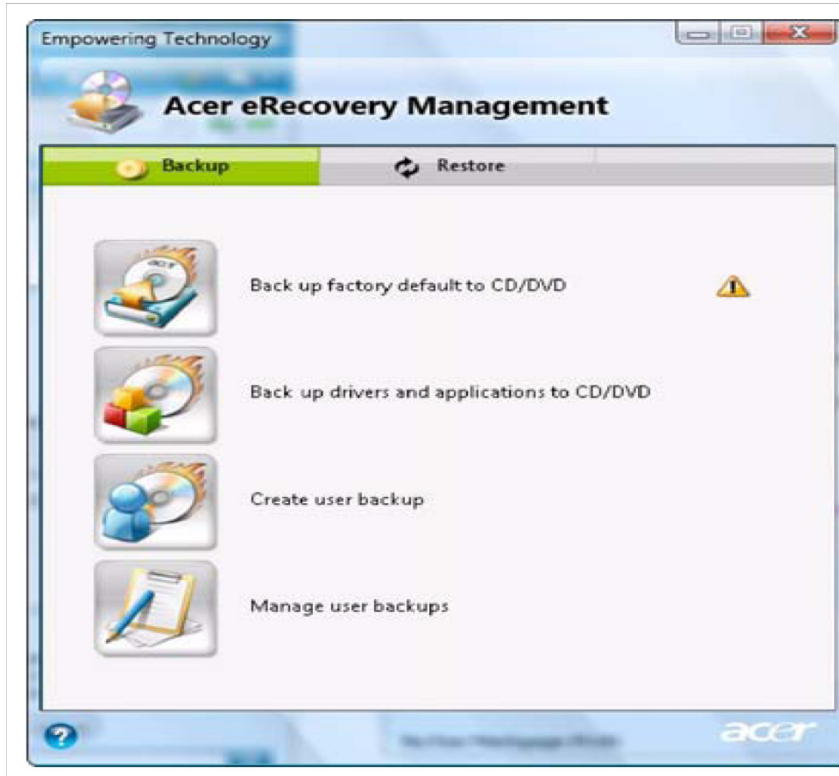 Empowering Technology
Acer eRecovery Management
Backup
Restore
Back up factory default to CD/DVD
Back up drivers and applications to CD/DVD
Create user backup
Manage user backups
acer